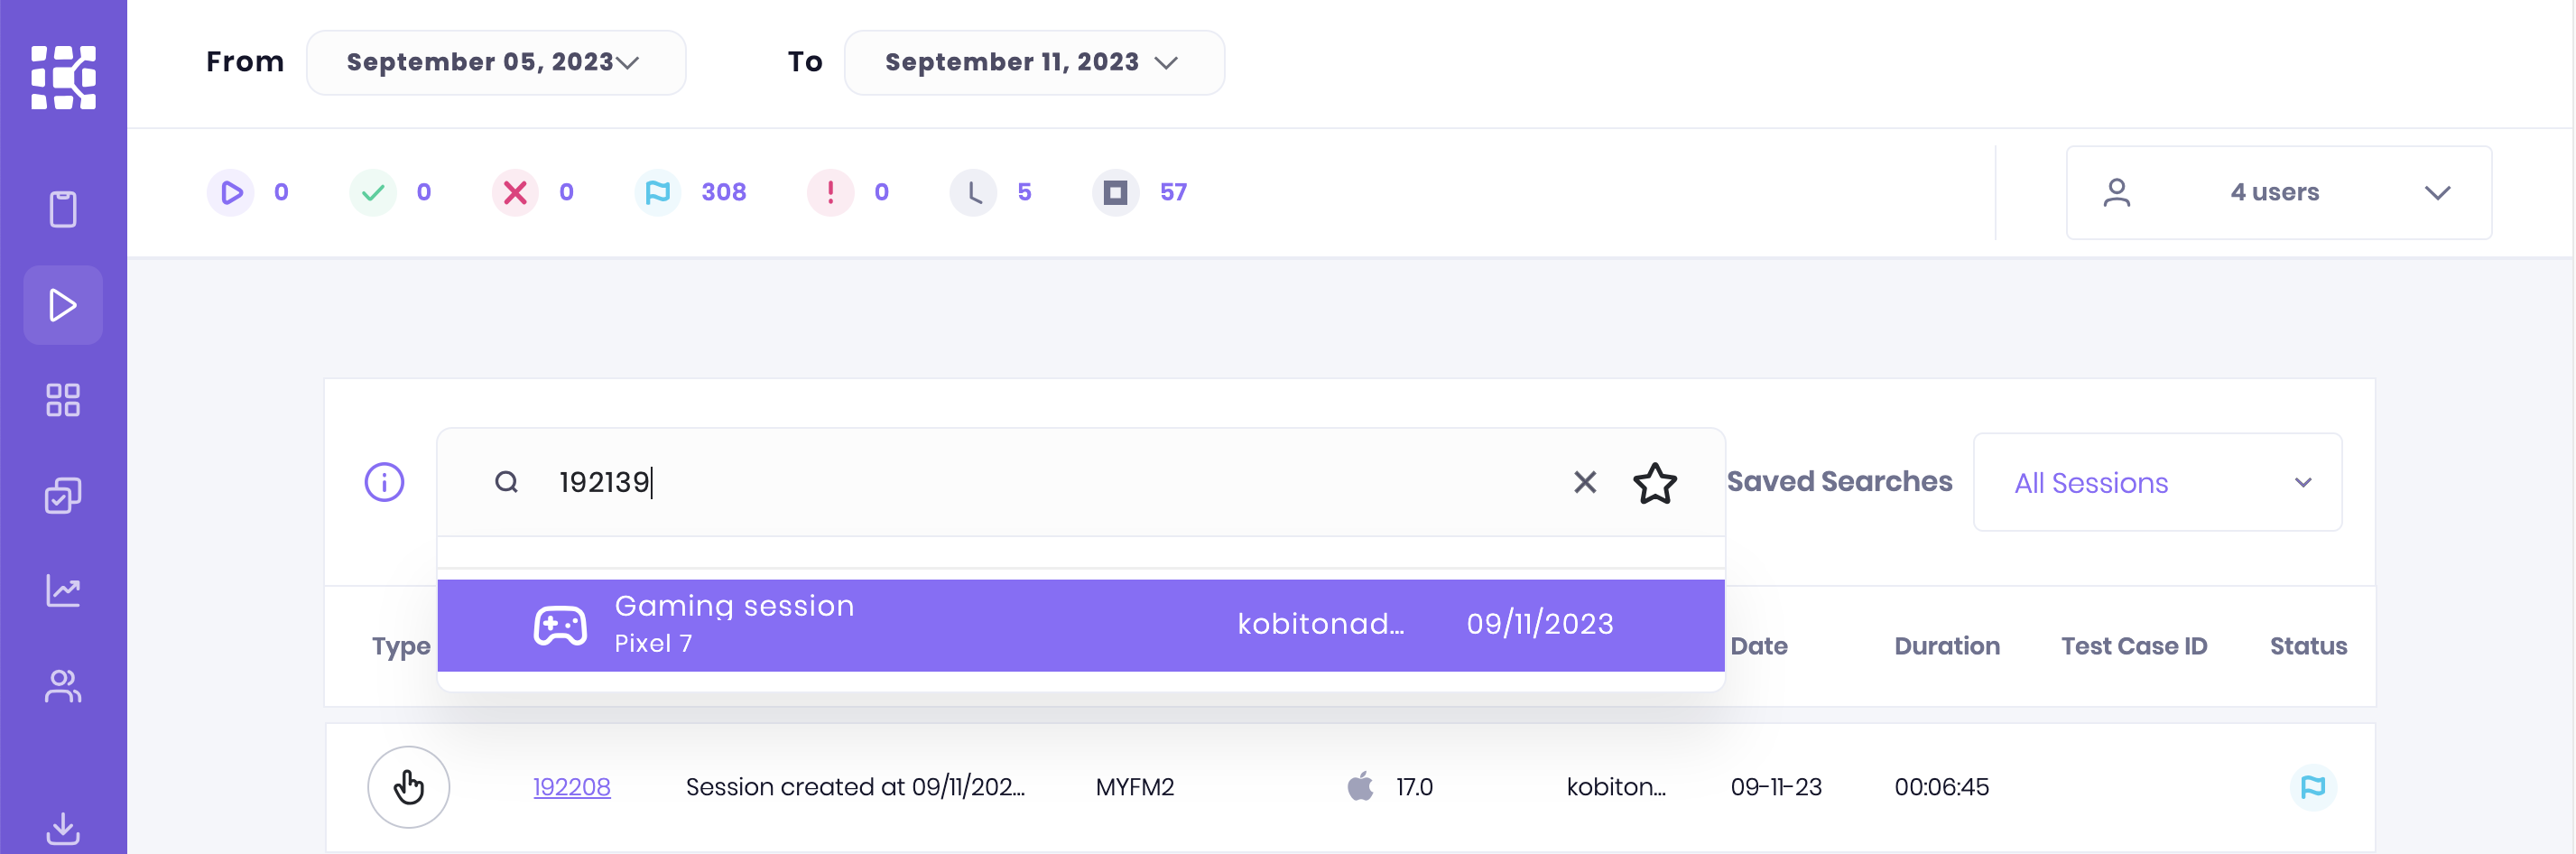 From September 05, 2023 To September 11, 2023
0 0 0 308 0 5 57 4 users
192139 Saved Searches All Sessions
Gaming session
Pixel 7 kobitonad... 09/11/2023
Type Date Duration Test Case ID Status
192208 Session created at 09/11/202... MYFM2 17.0 kobiton... 09-11-23 00:06:45